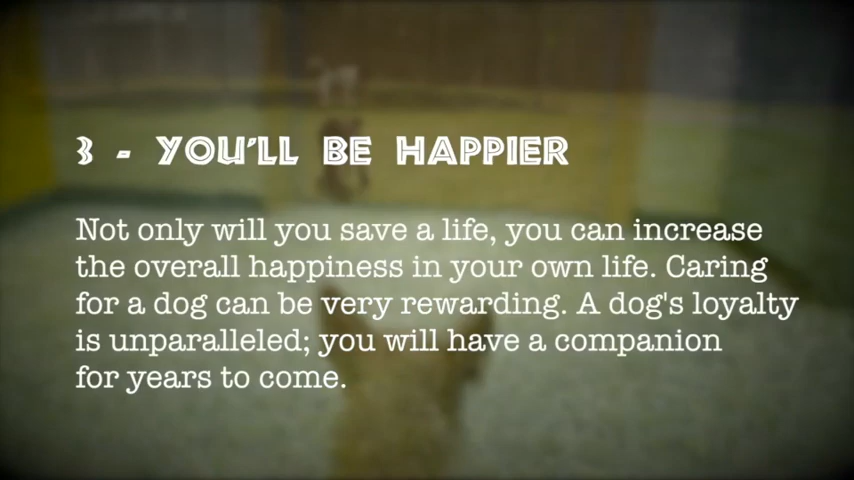 3 - YOU'LL BE HAPPIER
Not only will you save a life, you can increase
the overall happiness in your own life. Caring
for a dog can be very rewarding. A dog's loyalty
is unparalleled; you will have a companion
for years to come.